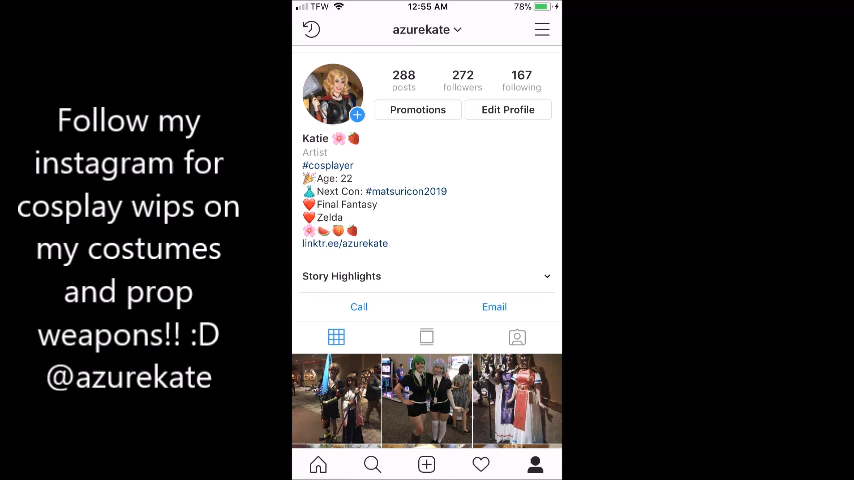 Follow my
instagram for
cosplay wips on
my costumes
and prop
weapons!! :D
@azurekate
TFW 12:55 AM 78%
azurekate
288 272 167
posts followers following
Promotions Edit Profile
Katie 🌸🍓
Artist
#cosplayer
🎉Age: 22
👗Next Con: #matsuricon2019
❤️Final Fantasy
❤️Zelda
🌸🍉🍑🍓
linktr.ee/azurekate
Story Highlights
Call Email